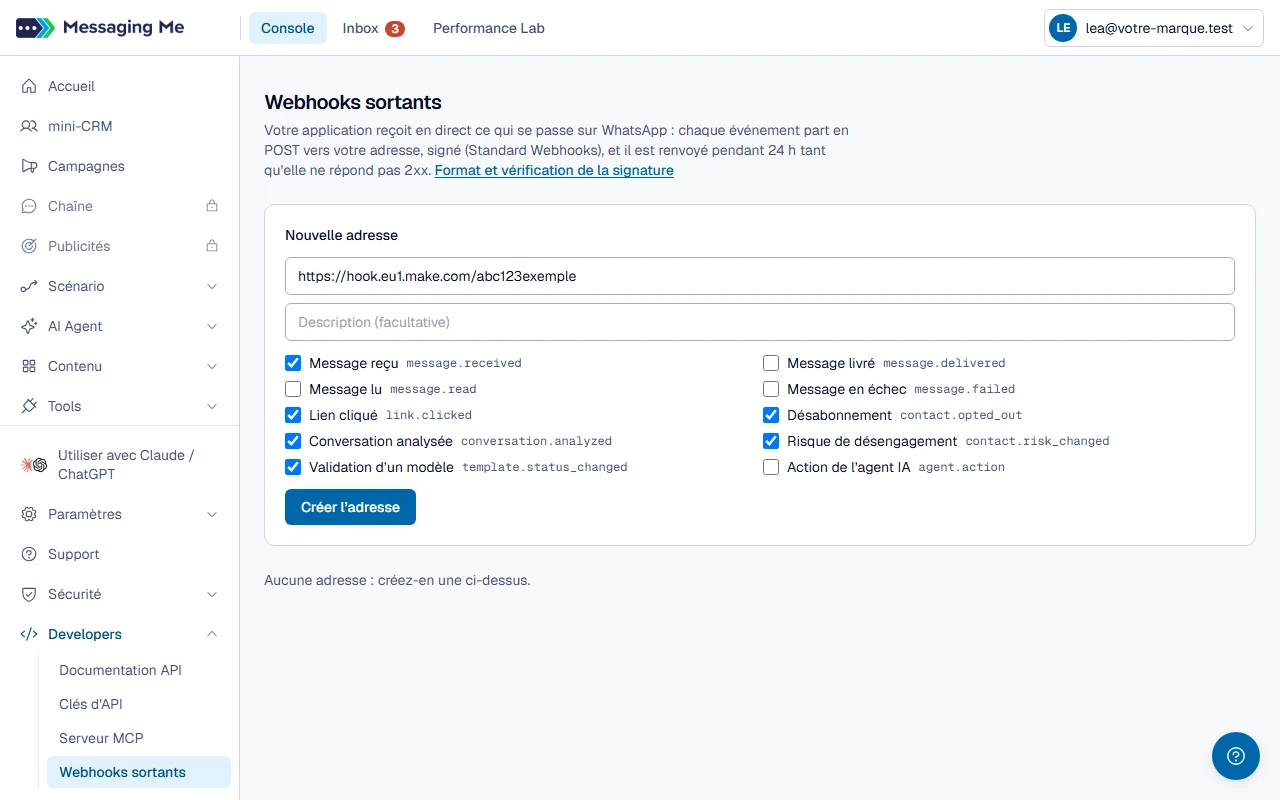 Messaging Me
Console
Inbox 3
Performance Lab
LE lea@votre-marque.test
Accueil
mini-CRM
Campagnes
Chaîne
Publicités
Scénario
AI Agent
Contenu
Tools
Utiliser avec Claude /
ChatGPT
Paramètres
Support
Sécurité
Developers
Documentation API
Clés d'API
Serveur MCP
Webhooks sortants
Webhooks sortants
Votre application reçoit en direct ce qui se passe sur WhatsApp : chaque événement part en
POST vers votre adresse, signé (Standard Webhooks), et il est renvoyé pendant 24 h tant
qu'elle ne répond pas 2xx. Format et vérification de la signature
Nouvelle adresse
https://hook.eu1.make.com/abc123exemple
Description (facultative)
Message reçu message.received
Message livré message.delivered
Message lu message.read
Message en échec message.failed
Lien cliqué link.clicked
Désabonnement contact.opted_out
Conversation analysée conversation.analyzed
Risque de désengagement contact.risk_changed
Validation d'un modèle template.status_changed
Action de l'agent IA agent.action
Créer l'adresse
Aucune adresse : créez-en une ci-dessus.